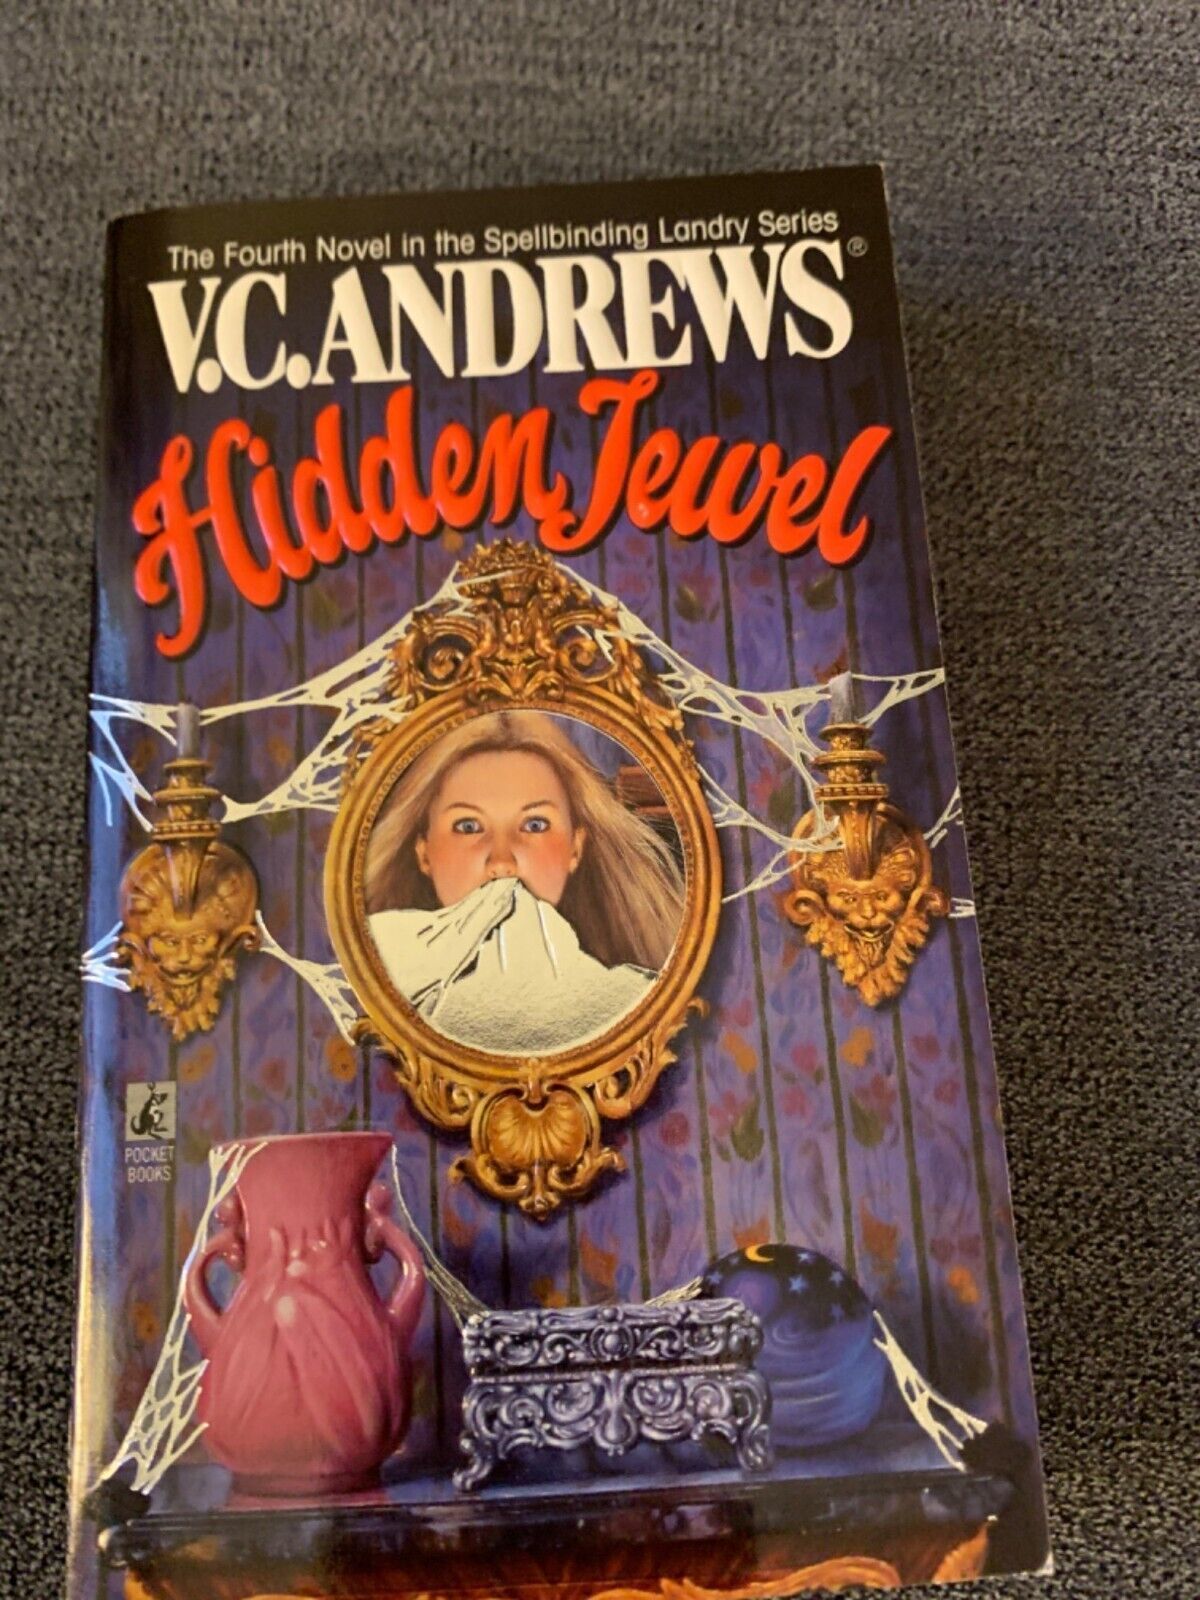 The Fourth Novel in the Spellbinding Landry Series
V.C. ANDREWS®
Hidden Jewel
POCKET
BOOKS